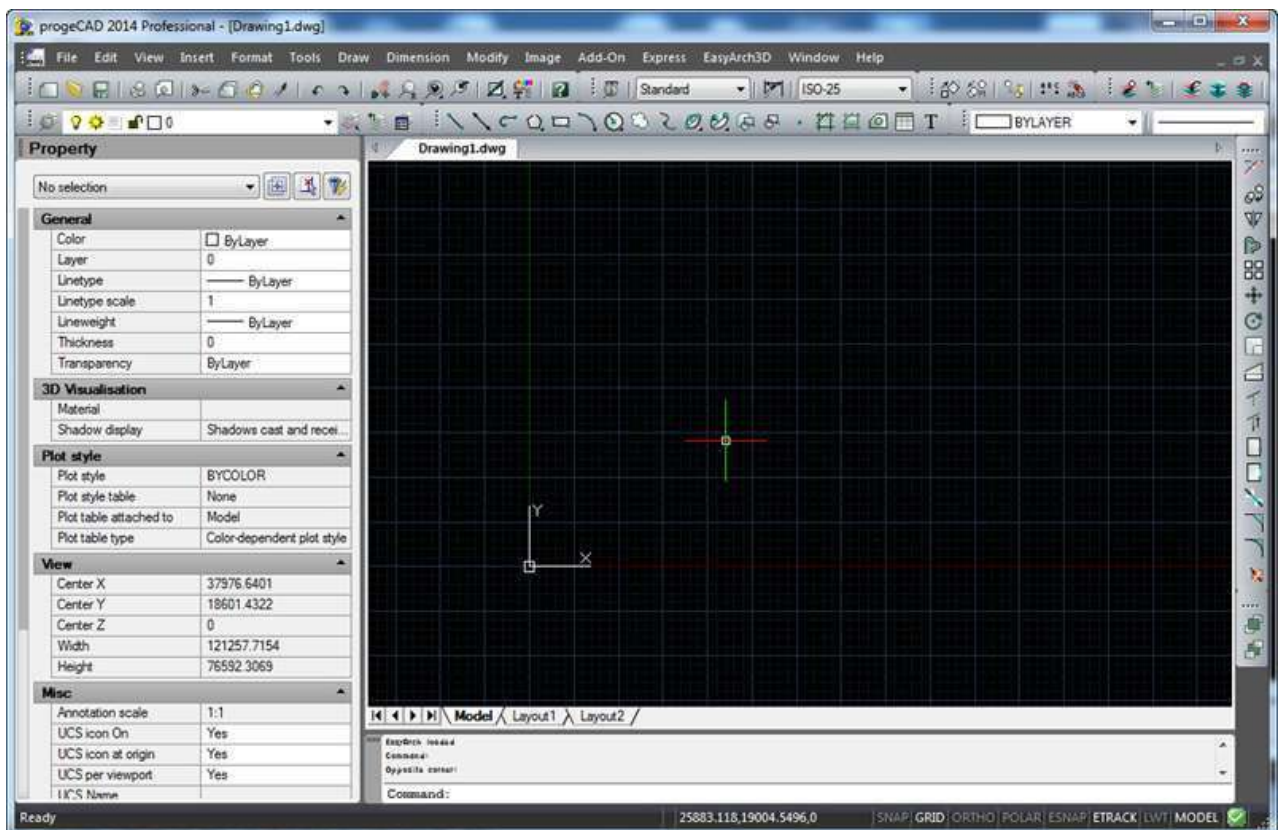 progeCAD 2014 Professional - [Drawing1.dwg]
File Edit View Insert Format Tools Draw Dimension Modify Image Add-On Express EasyArch3D Window Help
Standard ISO-25
0 T BYLAYER
Property
Drawing1.dwg
No selection
General
Color ByLayer
Layer 0
Linetype ByLayer
Linetype scale 1
Lineweight ByLayer
Thickness 0
Transparency ByLayer
3D Visualisation
Material
Shadow display Shadows cast and recei...
Plot style
Plot style BYCOLOR
Plot style table None
Plot table attached to Model
Plot table type Color-dependent plot style
View
Center X 37976.6401
Center Y 18601.4322
Center Z 0
Width 121257.7154
Height 76592.3069
Misc
Annotation scale 1:1
UCS icon On Yes
UCS icon at origin Yes
UCS per viewport Yes
UCS Name
Y
X
Model Layout1 Layout2
EasyArch loaded
Command:
Opposite corner:
Command:
Ready 25883.118,19004.5496,0 SNAP GRID ORTHO POLAR ESNAP ETRACK LWT MODEL